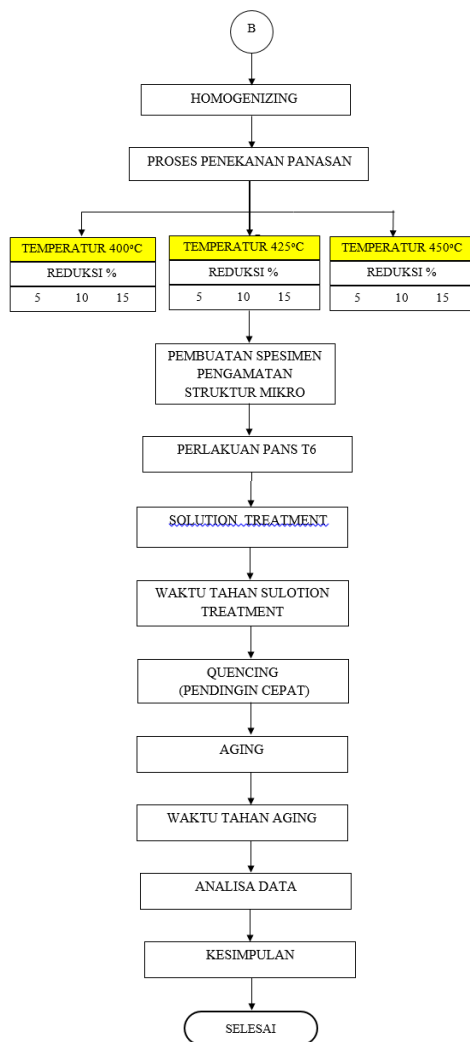 B
HOMOGENIZING
PROSES PENEKANAN PANASAN
TEMPERATUR 400°C
REDUKSI %
5 10 15
TEMPERATUR 425°C
REDUKSI %
5 10 15
TEMPERATUR 450°C
REDUKSI %
5 10 15
PEMBUATAN SPESIMEN
PENGAMATAN
STRUKTUR MIKRO
PERLAKUAN PANS T6
SOLUTION TREATMENT
WAKTU TAHAN SULOTION
TREATMENT
QUENCING
(PENDINGIN CEPAT)
AGING
WAKTU TAHAN AGING
ANALISA DATA
KESIMPULAN
SELESAI